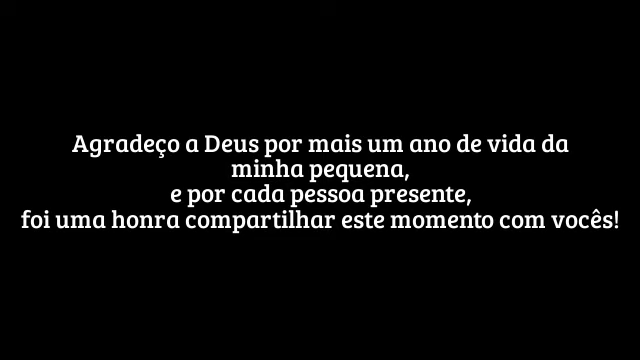 Agradeço a Deus por mais um ano de vida da
minha pequena,
e por cada pessoa presente,
foi uma honra compartilhar este momento com vocês!